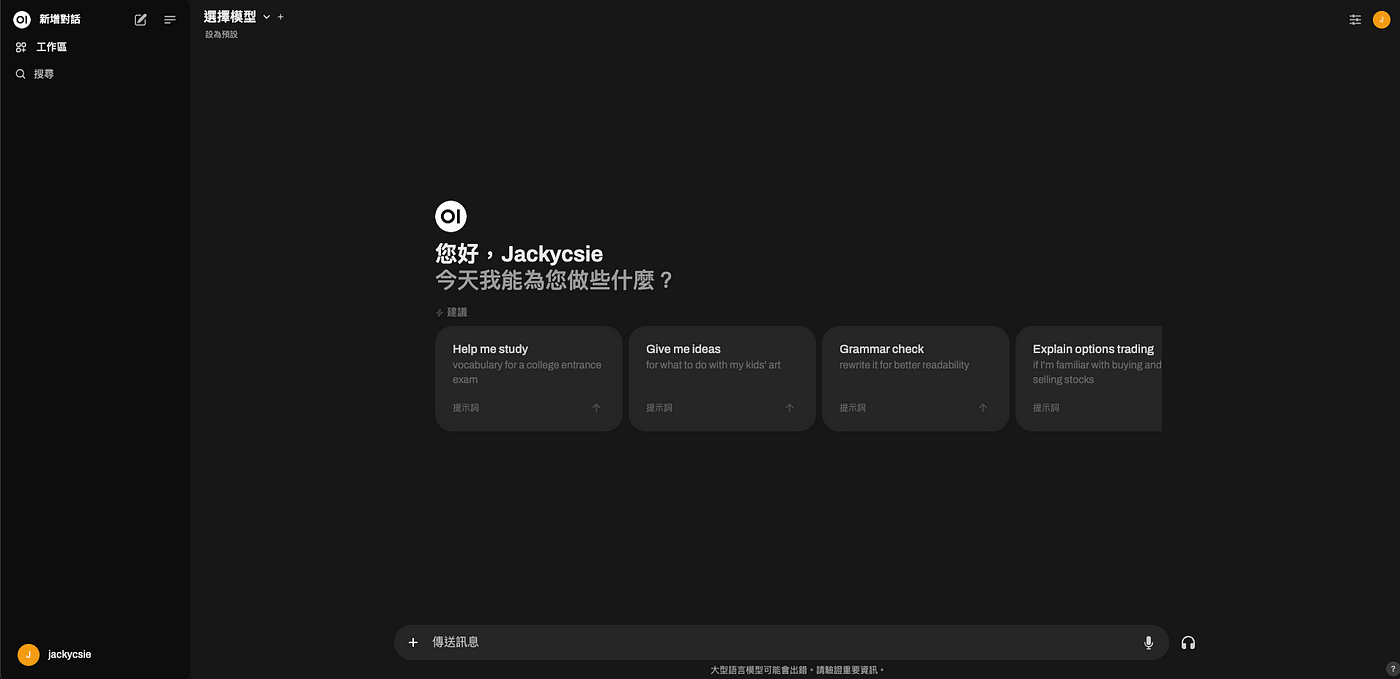 OI 新增對話
工作區
搜尋
選擇模型
設為預設
J
OI
您好，Jackycsie
今天我能為您做些什麼？
建議
Help me study
vocabulary for a college entrance
exam
提示詞
Give me ideas
for what to do with my kids' art
提示詞
Grammar check
rewrite it for better readability
提示詞
Explain options trading
if I'm familiar with buying and
selling stocks
提示詞
J jackycsie
+ 傳送訊息
大型語言模型可能會出錯。請驗證重要資訊。
?